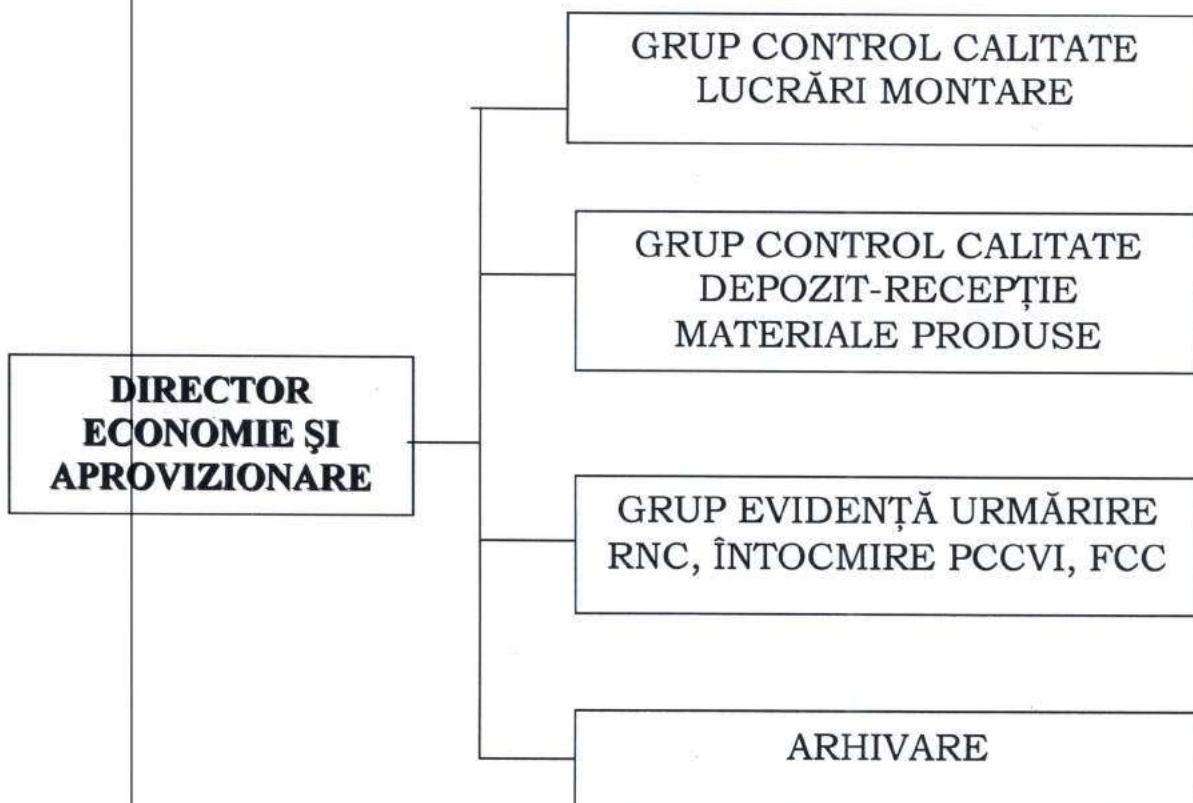 GRUP CONTROL CALITATE
LUCRĂRI MONTARE
GRUP CONTROL CALITATE
DEPOZIT-RECEPȚIE
MATERIALE PRODUSE
DIRECTOR
ECONOMIE ŞI
APROVIZIONARE
GRUP EVIDENȚĂ URMĂRIRE
RNC, ÎNTOCMIRE PCCVI, FCC
ARHIVARE